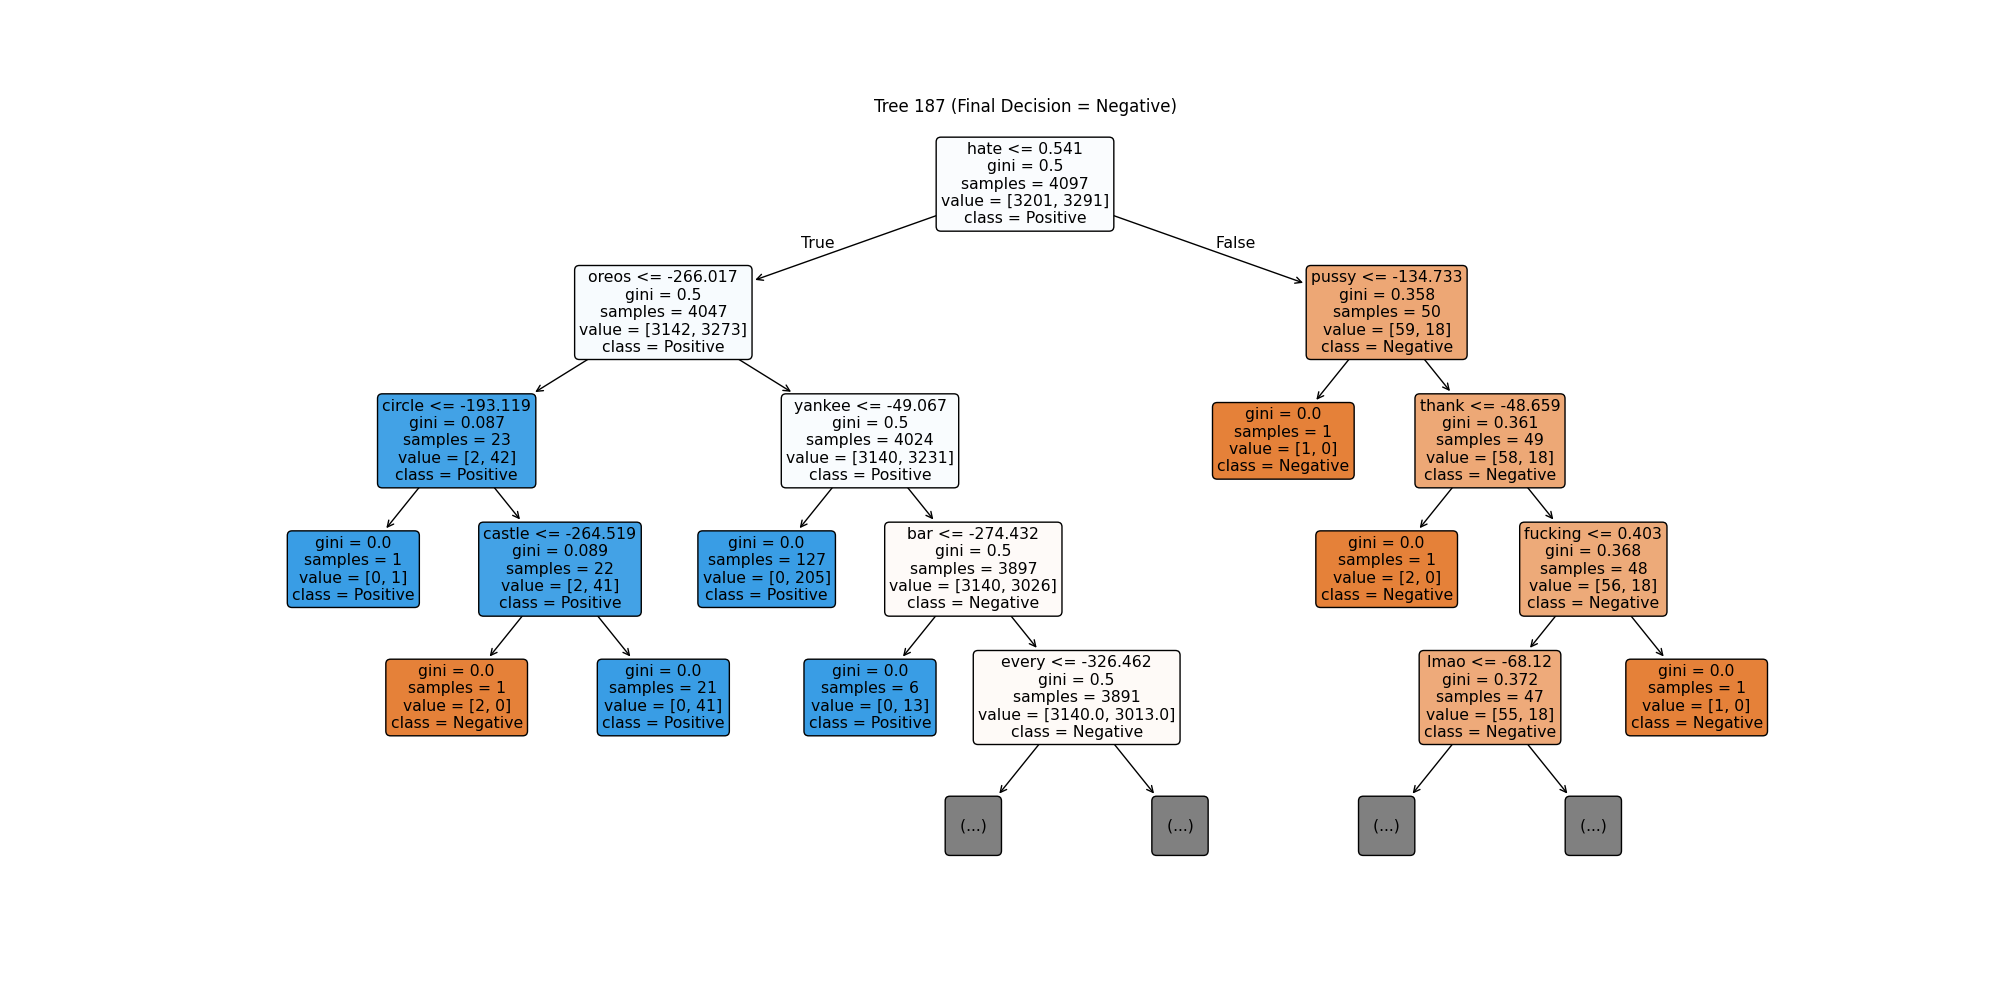 Tree 187 (Final Decision = Negative)
hate <= 0.541
gini = 0.5
samples = 4097
value = [3201, 3291]
class = Positive
True
False
oreos <= -266.017
gini = 0.5
samples = 4047
value = [3142, 3273]
class = Positive
pussy <= -134.733
gini = 0.358
samples = 50
value = [59, 18]
class = Negative
circle <= -193.119
gini = 0.087
samples = 23
value = [2, 42]
class = Positive
yankee <= -49.067
gini = 0.5
samples = 4024
value = [3140, 3231]
class = Positive
gini = 0.0
samples = 1
value = [1, 0]
class = Negative
thank <= -48.659
gini = 0.361
samples = 49
value = [58, 18]
class = Negative
gini = 0.0
samples = 1
value = [0, 1]
class = Positive
castle <= -264.519
gini = 0.089
samples = 22
value = [2, 41]
class = Positive
gini = 0.0
samples = 127
value = [0, 205]
class = Positive
bar <= -274.432
gini = 0.5
samples = 3897
value = [3140, 3026]
class = Negative
gini = 0.0
samples = 1
value = [2, 0]
class = Negative
fucking <= 0.403
gini = 0.368
samples = 48
value = [56, 18]
class = Negative
gini = 0.0
samples = 1
value = [2, 0]
class = Negative
gini = 0.0
samples = 21
value = [0, 41]
class = Positive
gini = 0.0
samples = 6
value = [0, 13]
class = Positive
every <= -326.462
gini = 0.5
samples = 3891
value = [3140.0, 3013.0]
class = Negative
lmao <= -68.12
gini = 0.372
samples = 47
value = [55, 18]
class = Negative
gini = 0.0
samples = 1
value = [1, 0]
class = Negative
(...)
(...)
(...)
(...)